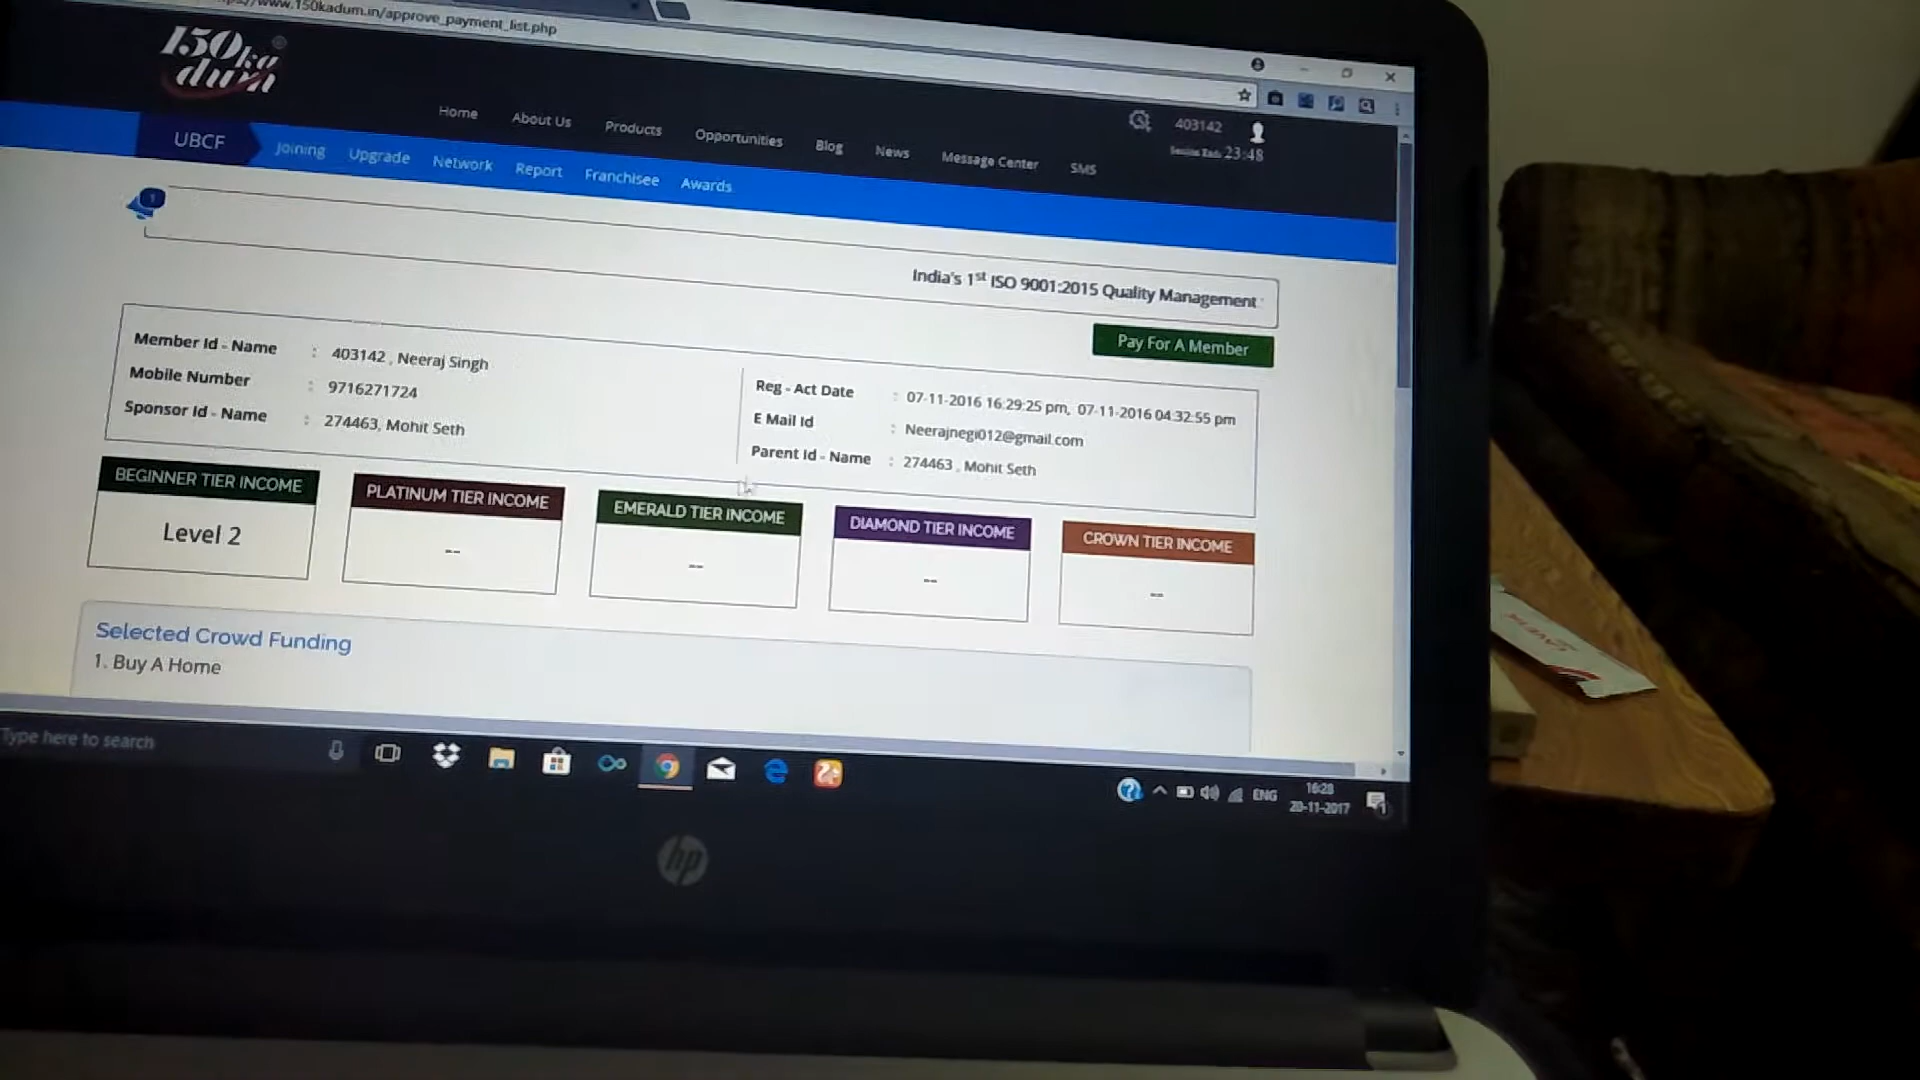 www.150kadum.in/approve_payment_list.php
150ka
dum
Home About Us Products Opportunities Blog News Message Center SMS
403142
Session Ends 23:48
UBCF Joining Upgrade Network Report Franchisee Awards
1
India's 1st ISO 9001:2015 Quality Management
Pay For A Member
Member Id - Name : 403142 , Neeraj Singh
Mobile Number : 9716271724
Sponsor Id - Name : 274463, Mohit Seth
Reg - Act Date : 07-11-2016 16:29:25 pm, 07-11-2016 04:32:55 pm
E Mail Id : Neerajnegi012@gmail.com
Parent Id - Name : 274463 , Mohit Seth
BEGINNER TIER INCOME
Level 2
PLATINUM TIER INCOME
--
EMERALD TIER INCOME
--
DIAMOND TIER INCOME
--
CROWN TIER INCOME
--
Selected Crowd Funding
1. Buy A Home
Type here to search
ENG
16:28
20-11-2017
hp